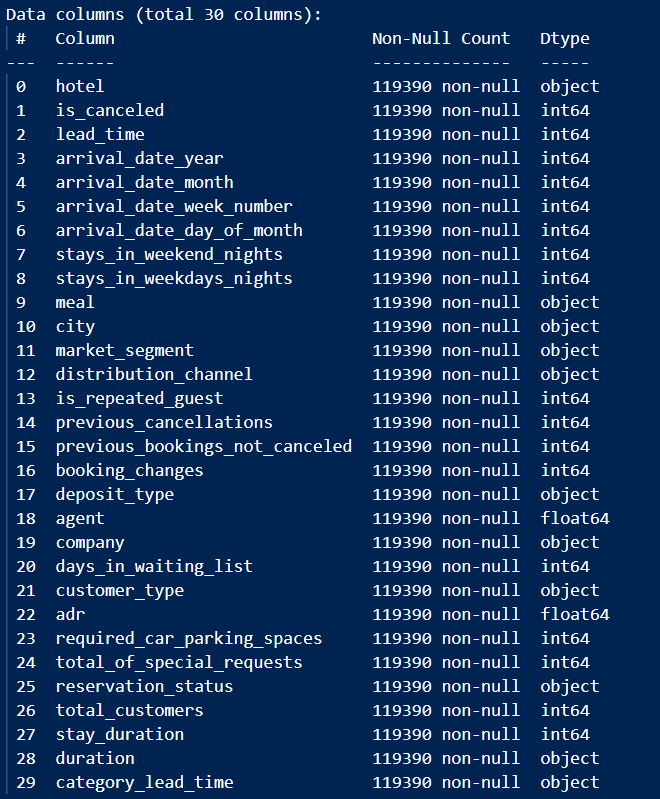 Data columns (total 30 columns):
 #   Column                          Non-Null Count   Dtype
---  ------                          --------------   -----
 0   hotel                           119390 non-null  object
 1   is_canceled                     119390 non-null  int64
 2   lead_time                       119390 non-null  int64
 3   arrival_date_year               119390 non-null  int64
 4   arrival_date_month              119390 non-null  int64
 5   arrival_date_week_number        119390 non-null  int64
 6   arrival_date_day_of_month       119390 non-null  int64
 7   stays_in_weekend_nights         119390 non-null  int64
 8   stays_in_weekdays_nights        119390 non-null  int64
 9   meal                            119390 non-null  object
 10  city                            119390 non-null  object
 11  market_segment                  119390 non-null  object
 12  distribution_channel            119390 non-null  object
 13  is_repeated_guest               119390 non-null  int64
 14  previous_cancellations          119390 non-null  int64
 15  previous_bookings_not_canceled  119390 non-null  int64
 16  booking_changes                 119390 non-null  int64
 17  deposit_type                    119390 non-null  object
 18  agent                           119390 non-null  float64
 19  company                         119390 non-null  object
 20  days_in_waiting_list            119390 non-null  int64
 21  customer_type                   119390 non-null  object
 22  adr                             119390 non-null  float64
 23  required_car_parking_spaces     119390 non-null  int64
 24  total_of_special_requests       119390 non-null  int64
 25  reservation_status              119390 non-null  object
 26  total_customers                 119390 non-null  int64
 27  stay_duration                   119390 non-null  int64
 28  duration                        119390 non-null  object
 29  category_lead_time              119390 non-null  object